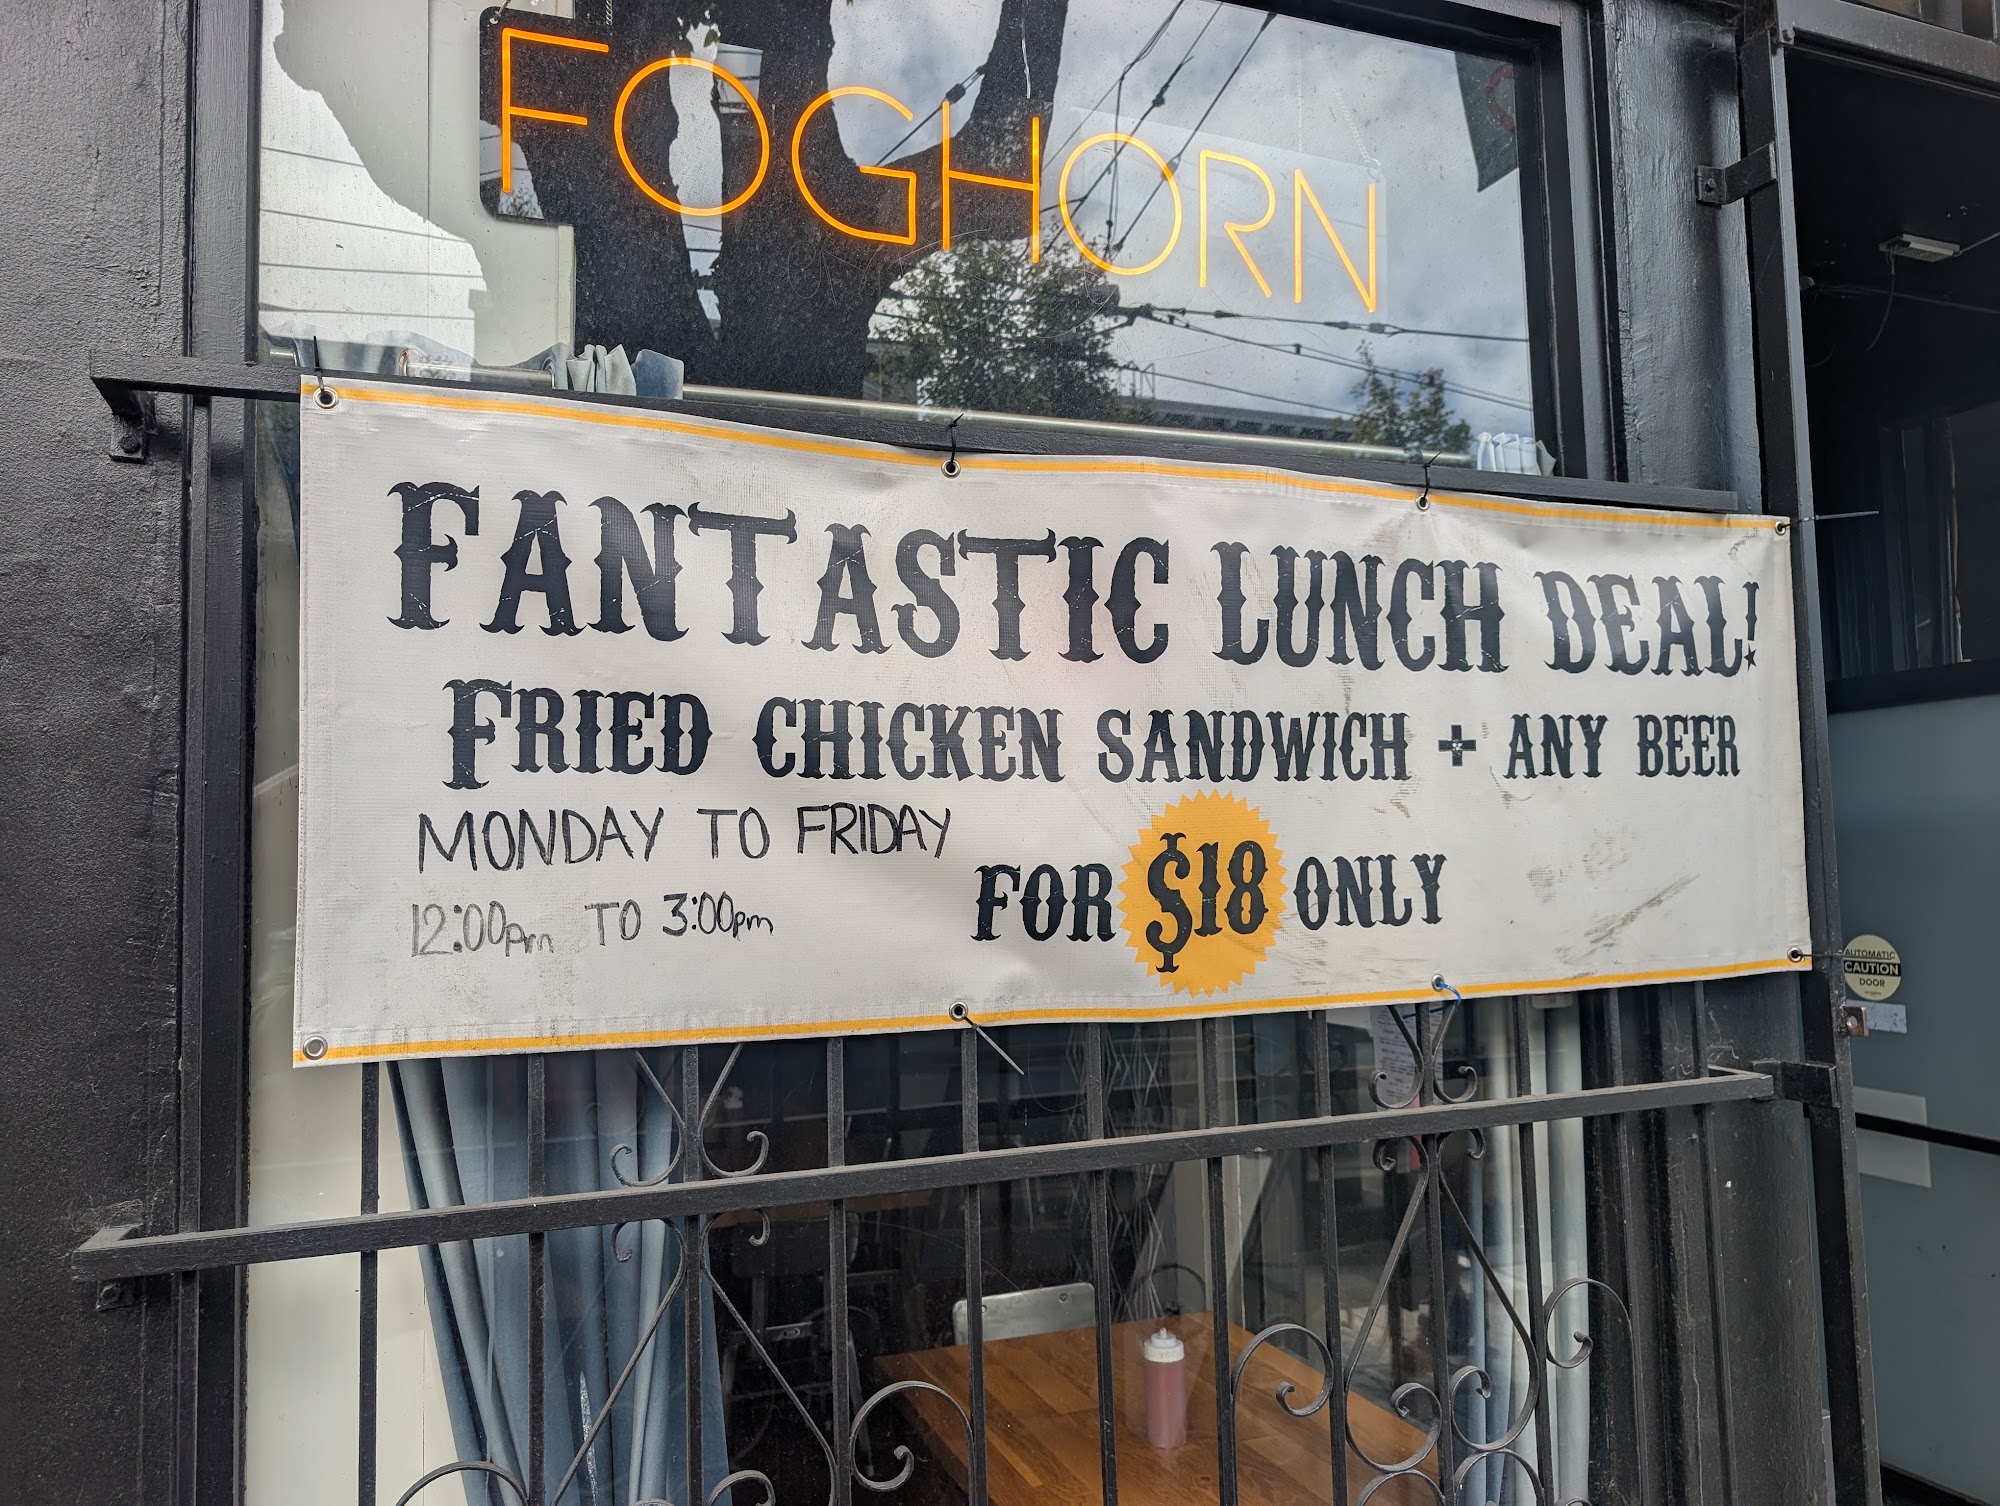 FOGHORN
FANTASTIC LUNCH DEAL!
FRIED CHICKEN SANDWICH + ANY BEER
MONDAY TO FRIDAY
12:00pm TO 3:00pm
FOR $18 ONLY
AUTOMATIC
CAUTION
DOOR